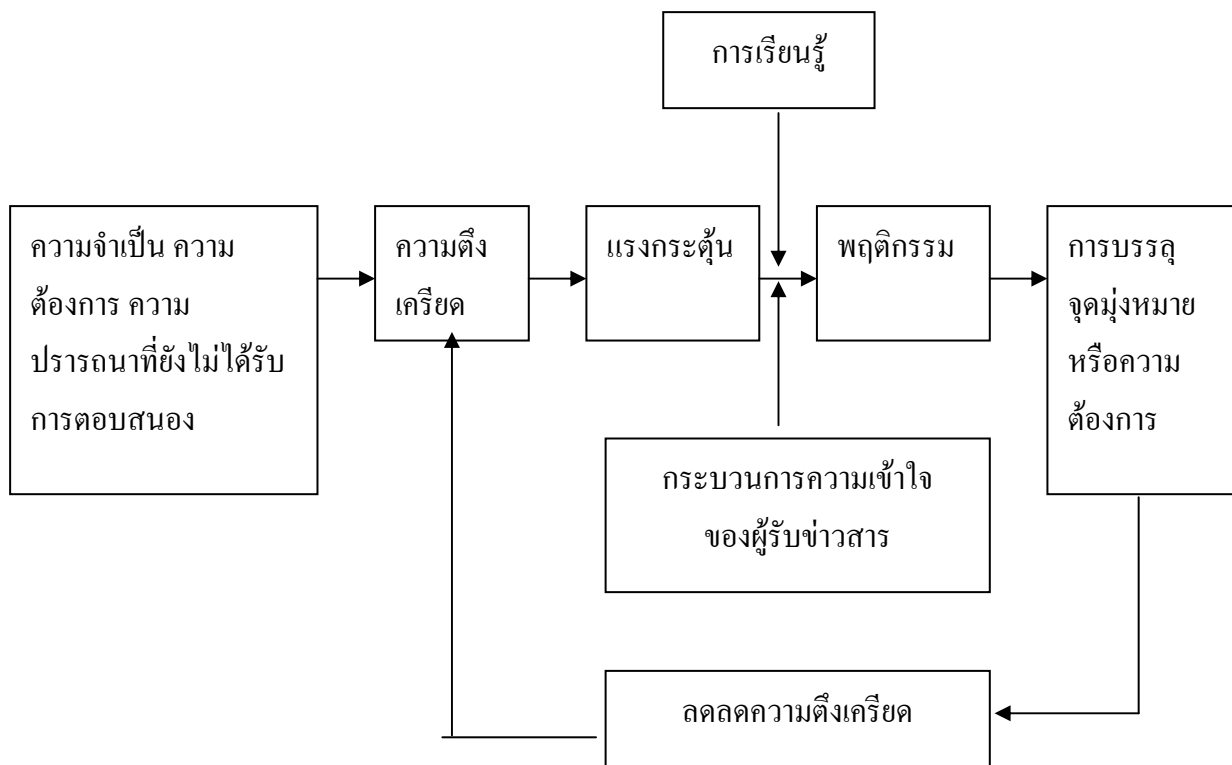 การเรียนรู้
ความจำเป็น ความ
ต้องการ ความ
ปรารถนาที่ยังไม่ได้รับ
การตอบสนอง
ความตึง
เครียด
แรงกระตุ้น
พฤติกรรม
การบรรลุ
จุดมุ่งหมาย
หรือความ
ต้องการ
กระบวนการความเข้าใจ
ของผู้รับข่าวสาร
ลดลดความตึงเครียด